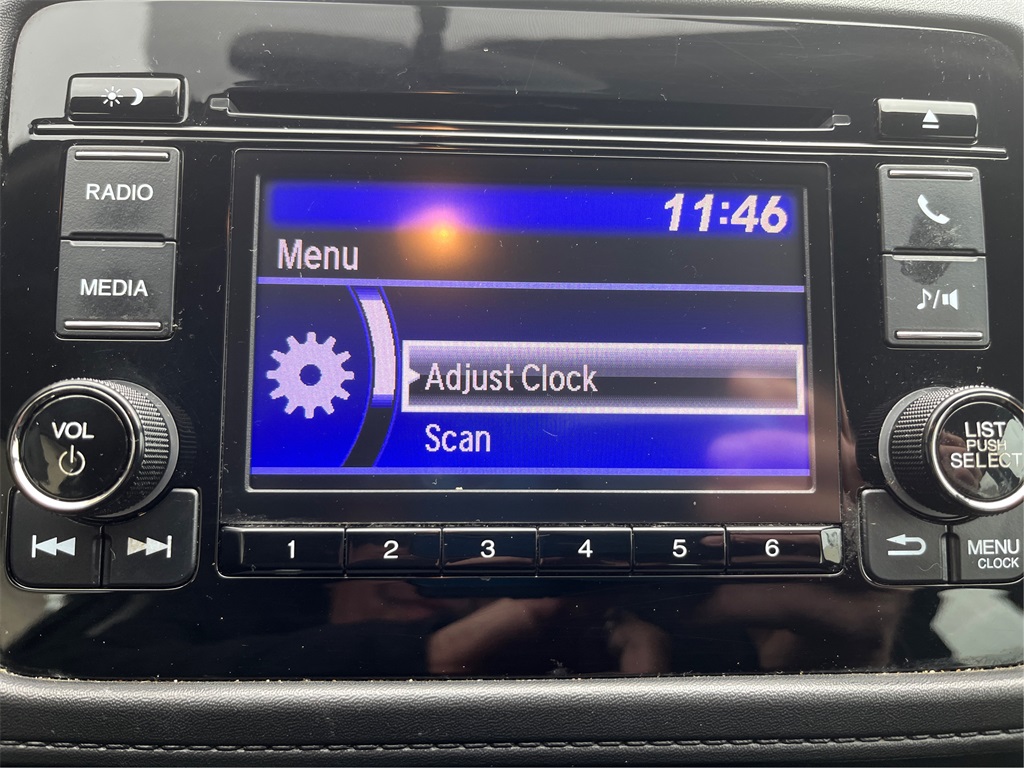 RADIO
MEDIA
VOL
11:46
Menu
Adjust Clock
Scan
1 2 3 4 5 6
LIST
PUSH
SELECT
MENU
CLOCK